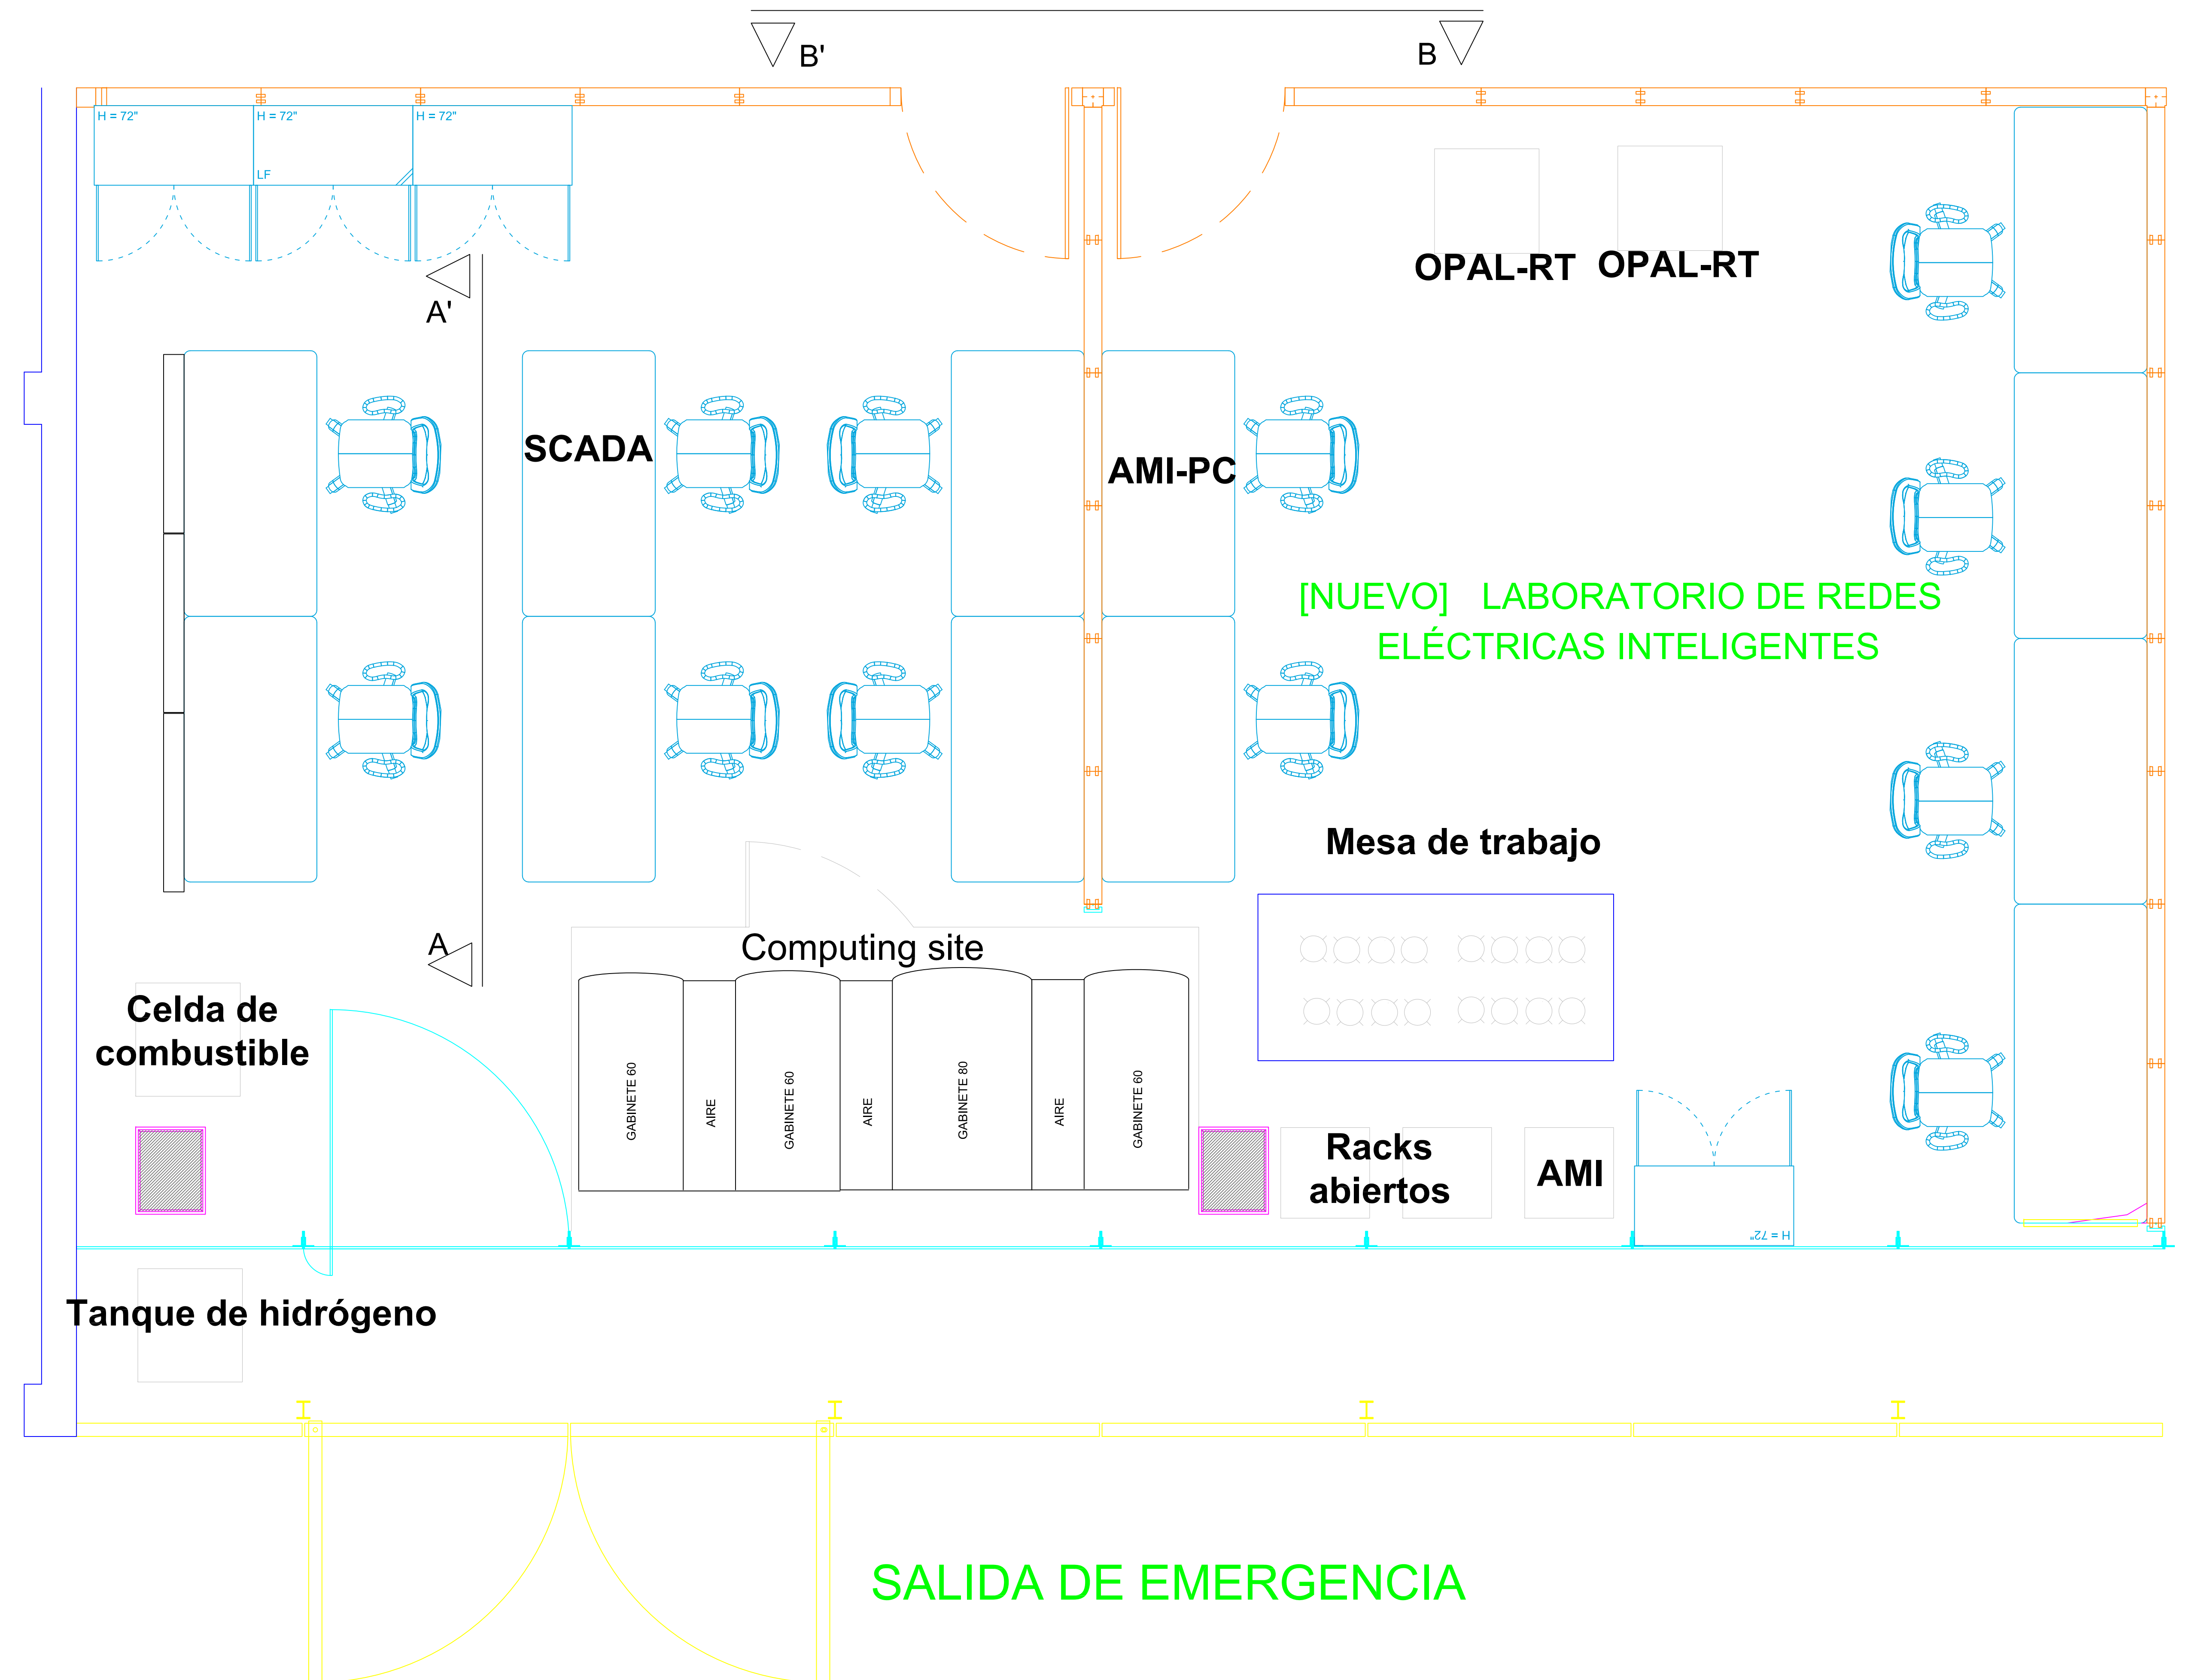 B'
B
H = 72"
H = 72"
H = 72"
LF
A'
OPAL-RT
OPAL-RT
SCADA
AMI-PC
[NUEVO] LABORATORIO DE REDES
ELÉCTRICAS INTELIGENTES
Mesa de trabajo
A
Computing site
Celda de
combustible
GABINETE 60
AIRE
GABINETE 60
AIRE
GABINETE 80
AIRE
GABINETE 60
Racks
abiertos
AMI
H = 72"
Tanque de hidrógeno
SALIDA DE EMERGENCIA